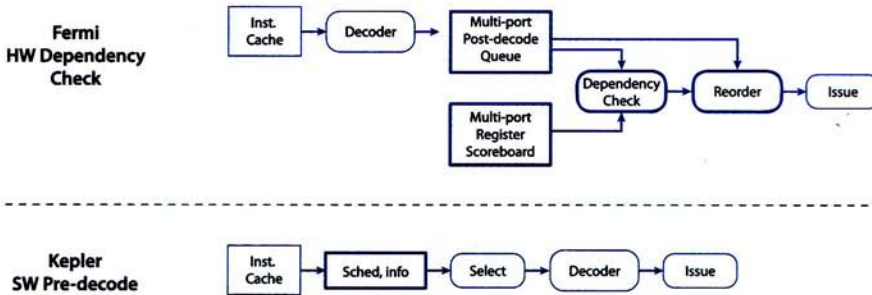 Fermi
HW Dependency
Check
Inst.
Cache
Decoder
Multi-port
Post-decode
Queue
Dependency
Check
Reorder
Issue
Multi-port
Register
Scoreboard
Kepler
SW Pre-decode
Inst.
Cache
Sched, info
Select
Decoder
Issue